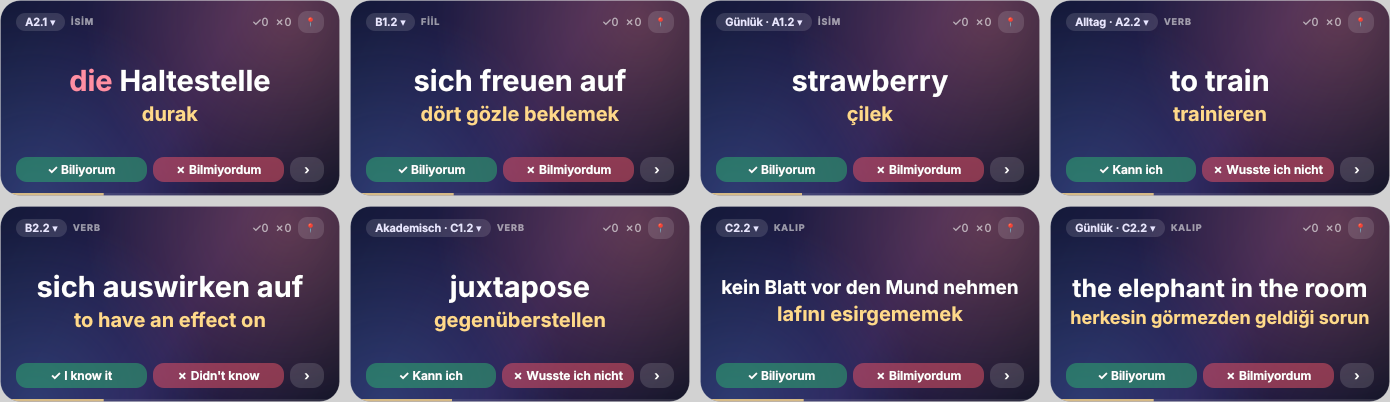 A2.1 ▾ İSİM ✓0 ×0
die Haltestelle
durak
✓ Biliyorum × Bilmiyordum ›
B1.2 ▾ FİİL ✓0 ×0
sich freuen auf
dört gözle beklemek
✓ Biliyorum × Bilmiyordum ›
Günlük · A1.2 ▾ İSİM ✓0 ×0
strawberry
çilek
✓ Biliyorum × Bilmiyordum ›
Alltag · A2.2 ▾ VERB ✓0 ×0
to train
trainieren
✓ Kann ich × Wusste ich nicht ›
B2.2 ▾ VERB ✓0 ×0
sich auswirken auf
to have an effect on
✓ I know it × Didn't know ›
Akademisch · C1.2 ▾ VERB ✓0 ×0
juxtapose
gegenüberstellen
✓ Kann ich × Wusste ich nicht ›
C2.2 ▾ KALIP ✓0 ×0
kein Blatt vor den Mund nehmen
lafını esirgememek
✓ Biliyorum × Bilmiyordum ›
Günlük · C2.2 ▾ KALIP ✓0 ×0
the elephant in the room
herkesin görmezden geldiği sorun
✓ Biliyorum × Bilmiyordum ›